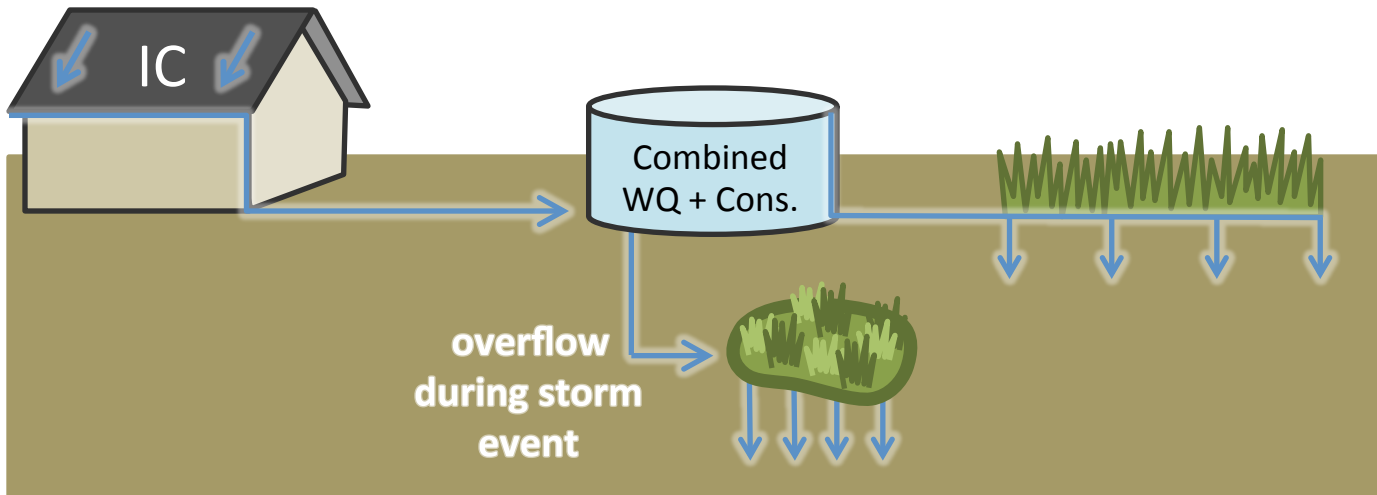 IC
Combined
WQ + Cons.
overflow
during storm
event